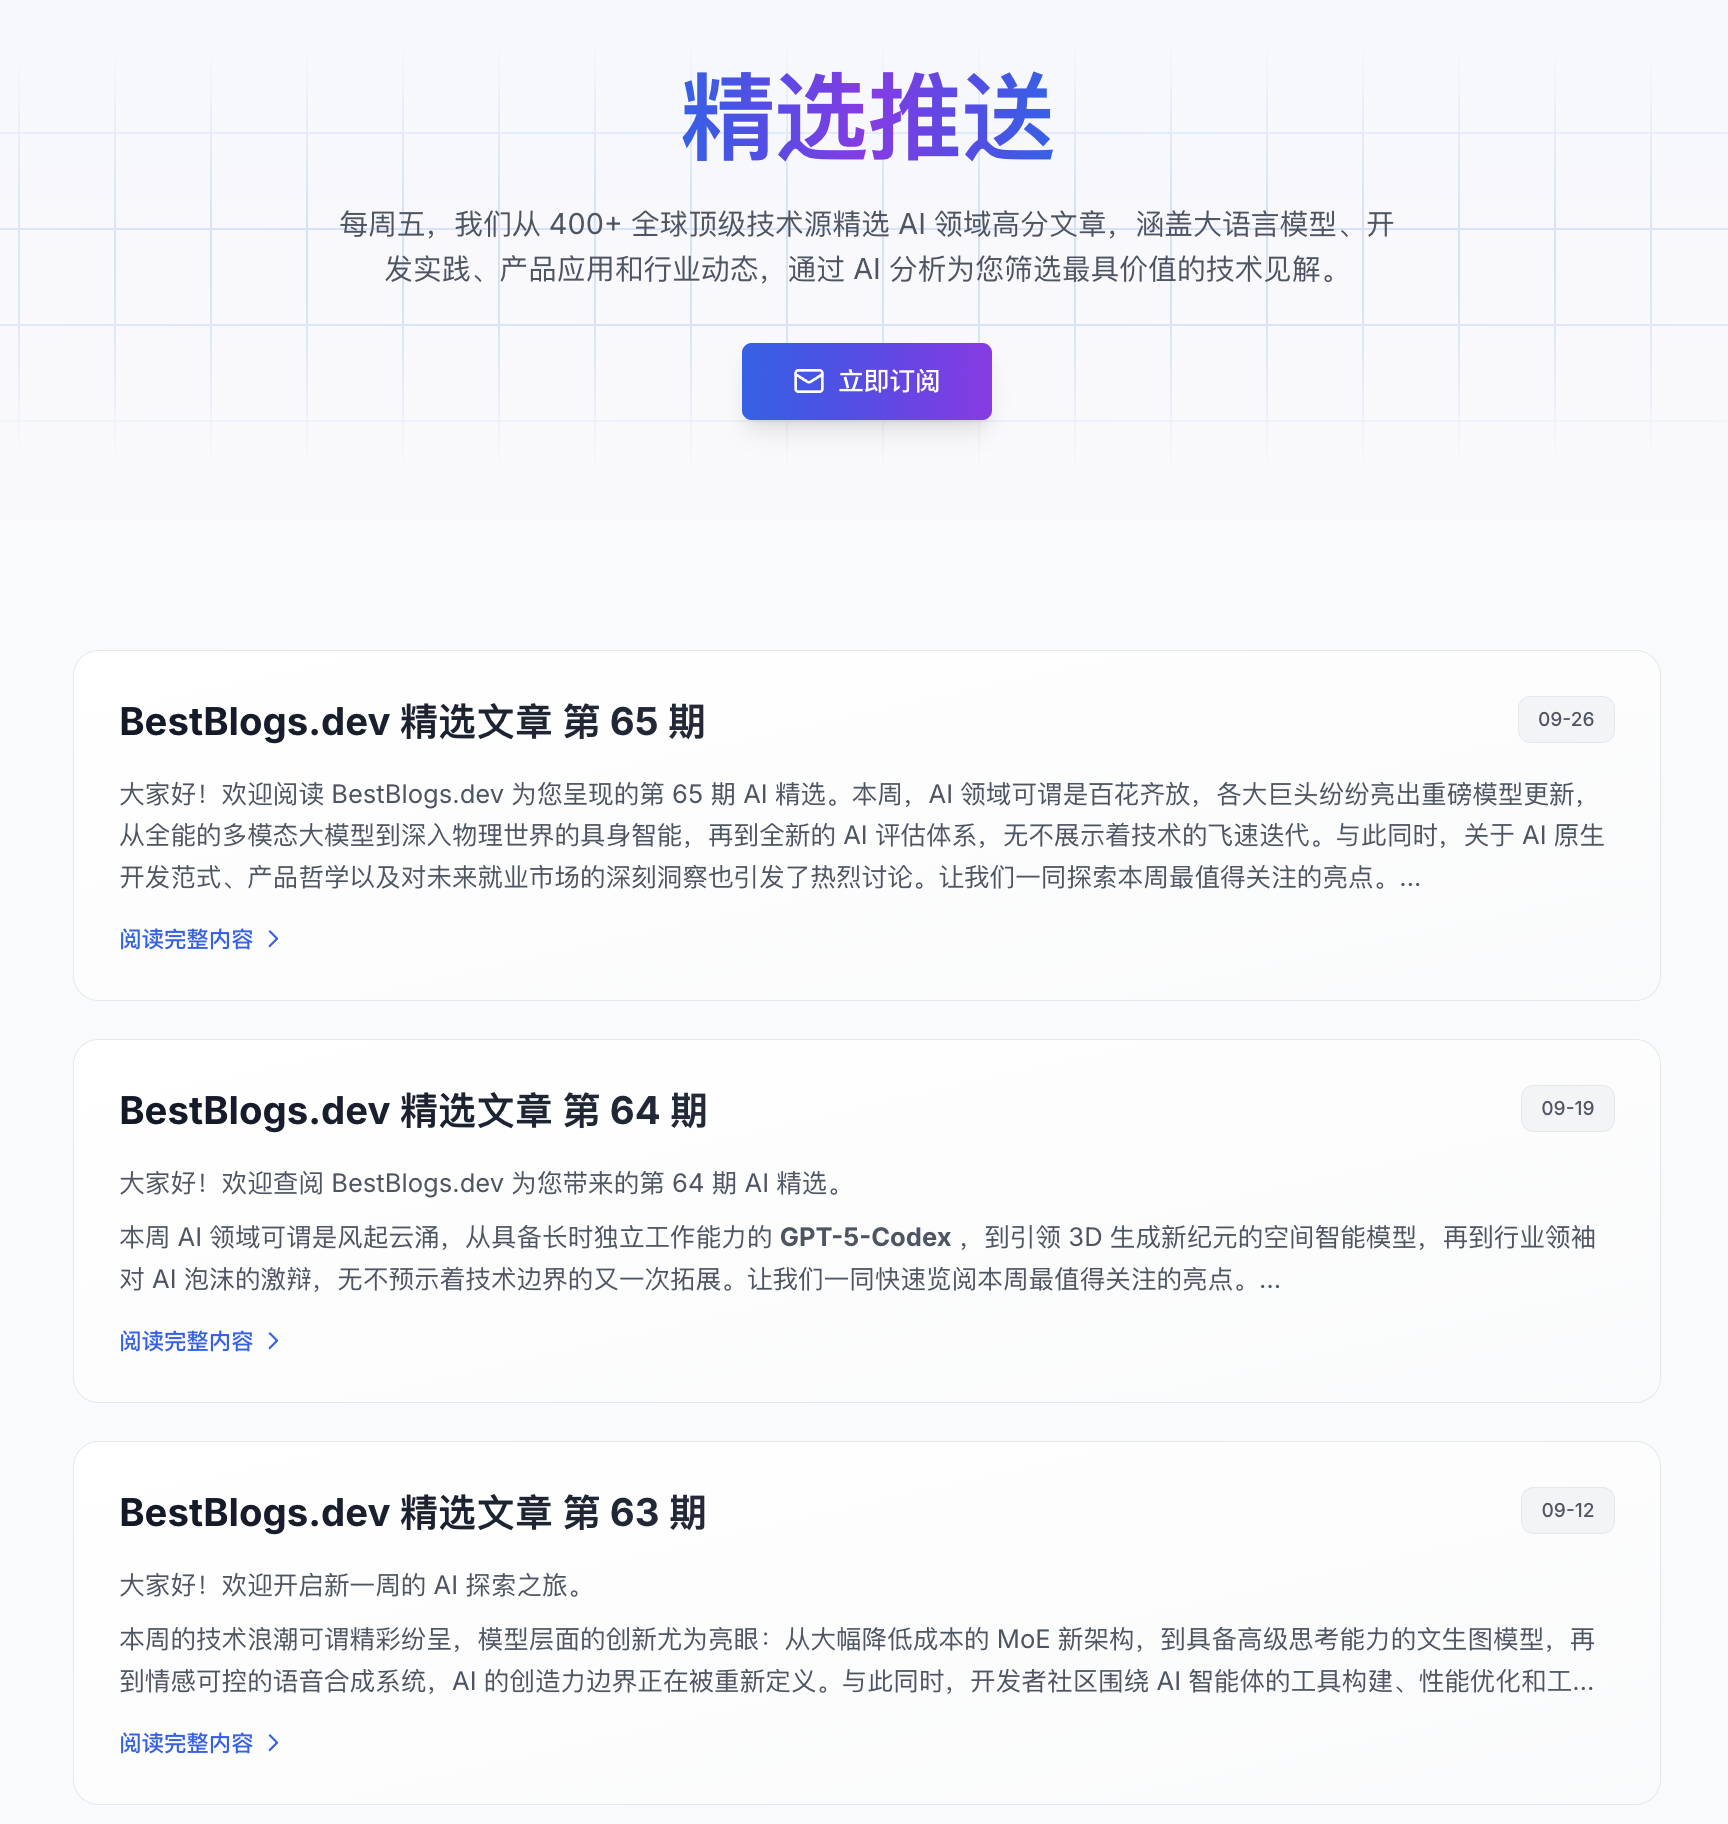 精选推送
每周五，我们从 400+ 全球顶级技术源精选 AI 领域高分文章，涵盖大语言模型、开
发实践、产品应用和行业动态，通过 AI 分析为您筛选最具价值的技术见解。
立即订阅
BestBlogs.dev 精选文章 第 65 期
09-26
大家好！欢迎阅读 BestBlogs.dev 为您呈现的第 65 期 AI 精选。本周，AI 领域可谓是百花齐放，各大巨头纷纷亮出重磅模型更新，
从全能的多模态大模型到深入物理世界的具身智能，再到全新的 AI 评估体系，无不展示着技术的飞速迭代。与此同时，关于 AI 原生
开发范式、产品哲学以及对未来就业市场的深刻洞察也引发了热烈讨论。让我们一同探索本周最值得关注的亮点。...
阅读完整内容
BestBlogs.dev 精选文章 第 64 期
09-19
大家好！欢迎查阅 BestBlogs.dev 为您带来的第 64 期 AI 精选。
本周 AI 领域可谓是风起云涌，从具备长时独立工作能力的 GPT-5-Codex ，到引领 3D 生成新纪元的空间智能模型，再到行业领袖
对 AI 泡沫的激辩，无不预示着技术边界的又一次拓展。让我们一同快速览阅本周最值得关注的亮点。...
阅读完整内容
BestBlogs.dev 精选文章 第 63 期
09-12
大家好！欢迎开启新一周的 AI 探索之旅。
本周的技术浪潮可谓精彩纷呈，模型层面的创新尤为亮眼：从大幅降低成本的 MoE 新架构，到具备高级思考能力的文生图模型，再
到情感可控的语音合成系统，AI 的创造力边界正在被重新定义。与此同时，开发者社区围绕 AI 智能体的工具构建、性能优化和工...
阅读完整内容